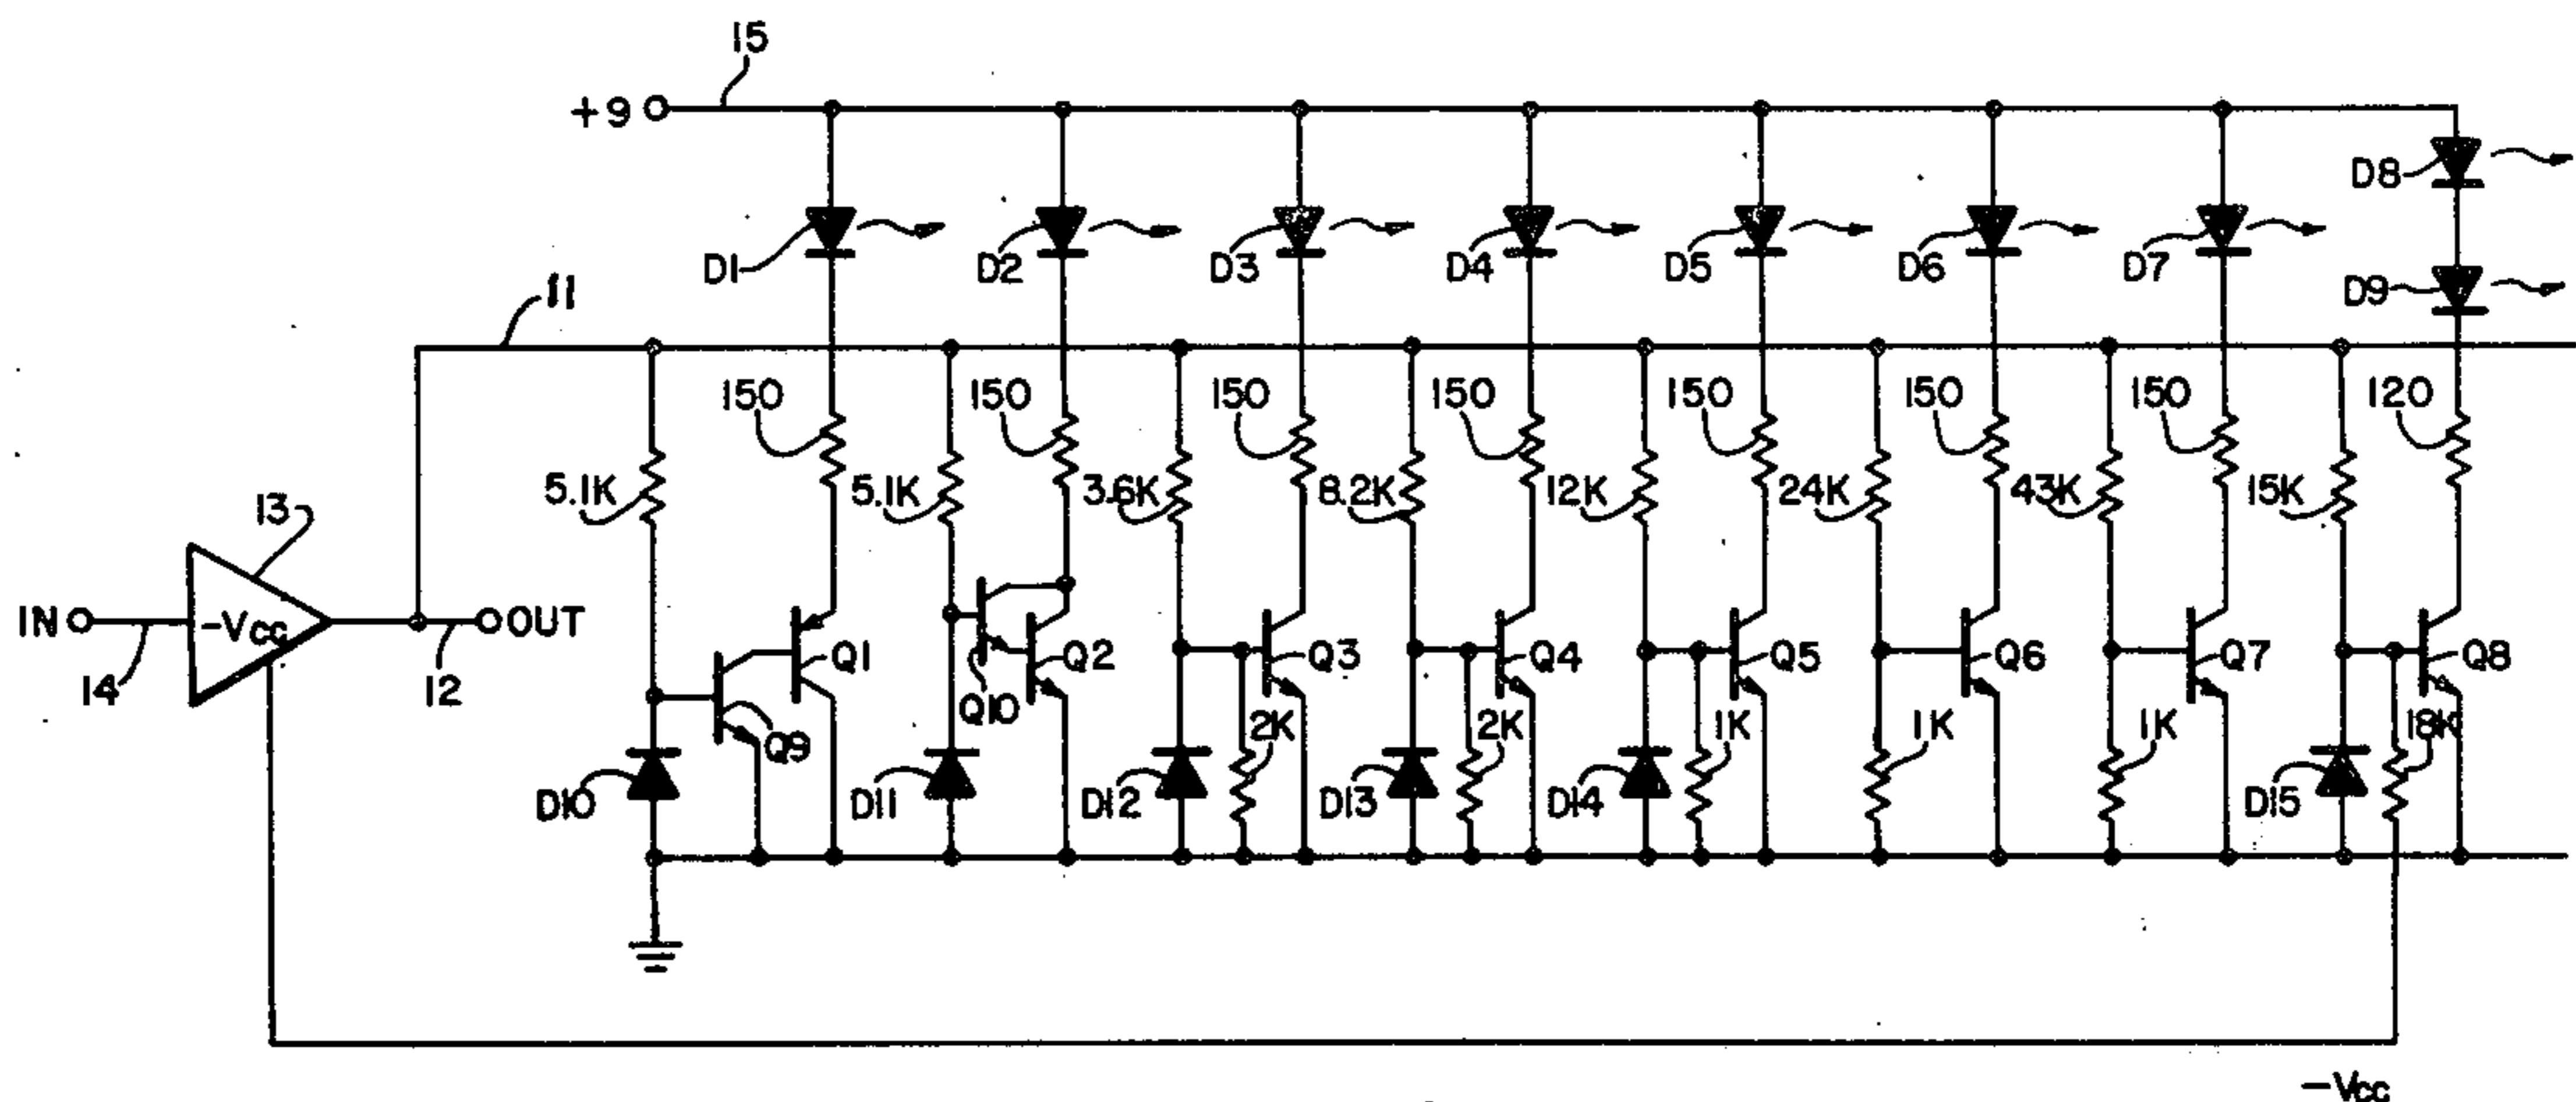 15
+9
D8
D1
D2
D3
D4
D5
D6
D7
D9
11
150
150
150
150
150
150
150
120
5.1K
5.1K
3.6K
8.2K
12K
24K
43K
15K
13
IN
-Vcc
OUT
14
12
Q1
Q2
Q3
Q4
Q5
Q6
Q7
Q8
Q9
Q10
2K
2K
1K
1K
1K
18K
D10
D11
D12
D13
D14
D15
-Vcc